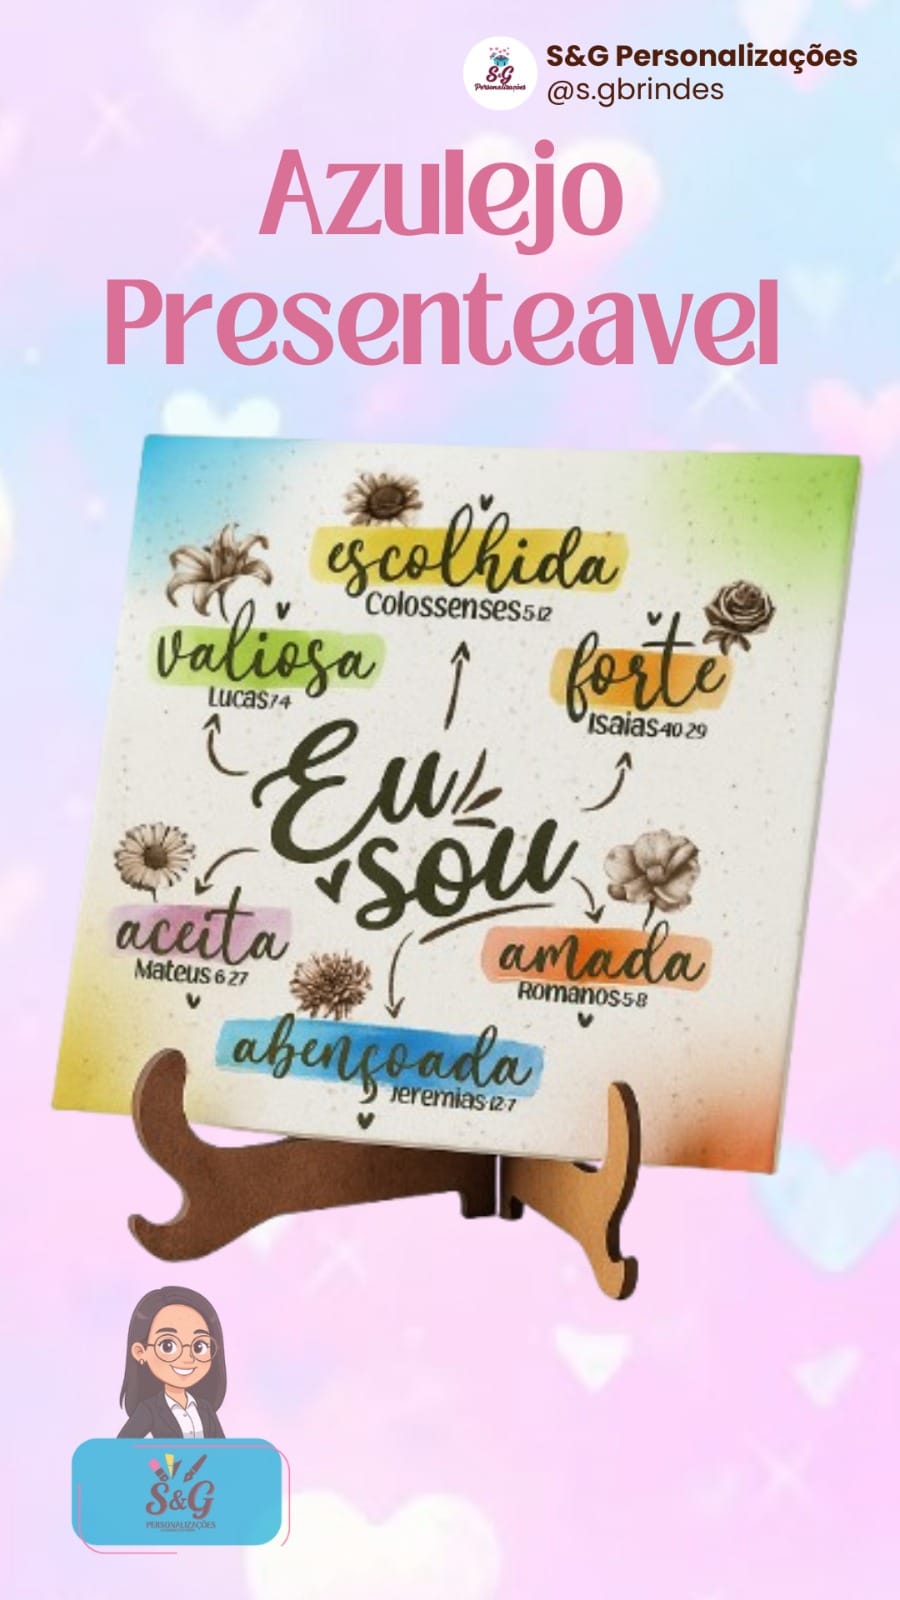 S&G Personalizações
@s.gbrindes
S&G
Personalizações
Azulejo
Presenteavel
escolhida
Colossenses 5:12
valiosa
Lucas 7:4
forte
Isaias 40:29
Eu
sou
aceita
Mateus 6:27
amada
Romanos 5:8
abençoada
Jeremias 12:7
S&G
PERSONALIZAÇÕES